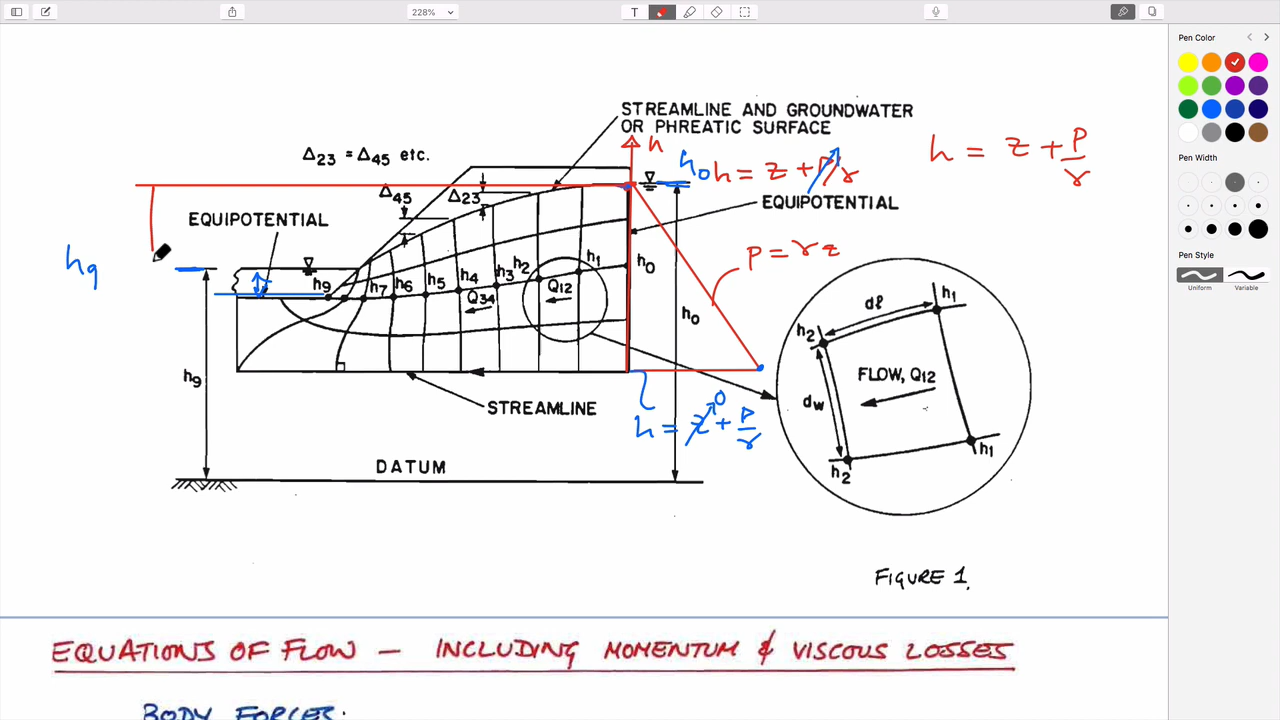 228%
T
Pen Color
Pen Width
Pen Style
Uniform
Variable
STREAMLINE AND GROUNDWATER
OR PHREATIC SURFACE
Δ23 = Δ45 etc.
h
h = z + p/γ
h0
h = z + p/γ
Δ45
Δ23
EQUIPOTENTIAL
EQUIPOTENTIAL
h9
p = γz
h9
h7
h6
h5
h4
h3
h2
h1
h0
Q34
Q12
h0
h9
dℓ
h1
h2
FLOW, Q12
dw
h2
h1
0
h = z + p/γ
STREAMLINE
DATUM
FIGURE 1.
EQUATIONS OF FLOW — INCLUDING MOMENTUM & VISCOUS LOSSES
BODY FORCES: